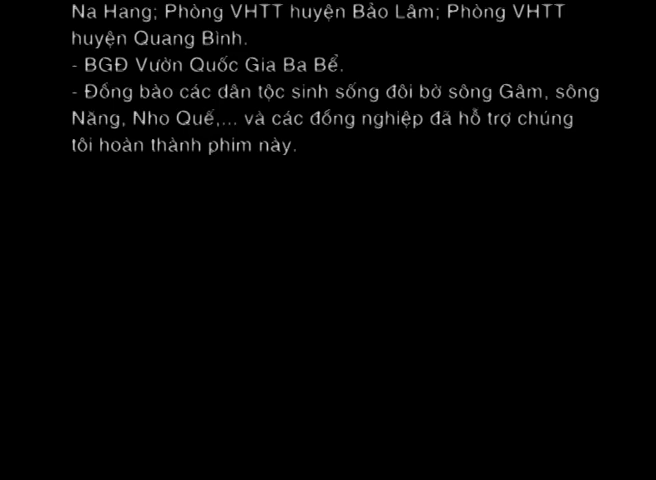 Na Hang; Phòng VHTT huyện Bảo Lâm; Phòng VHTT
huyện Quang Bình.
- BGĐ Vườn Quốc Gia Ba Bể.
- Đồng bào các dân tộc sinh sống đôi bờ sông Gâm, sông
Năng, Nho Quế,... và các đồng nghiệp đã hỗ trợ chúng
tôi hoàn thành phim này.